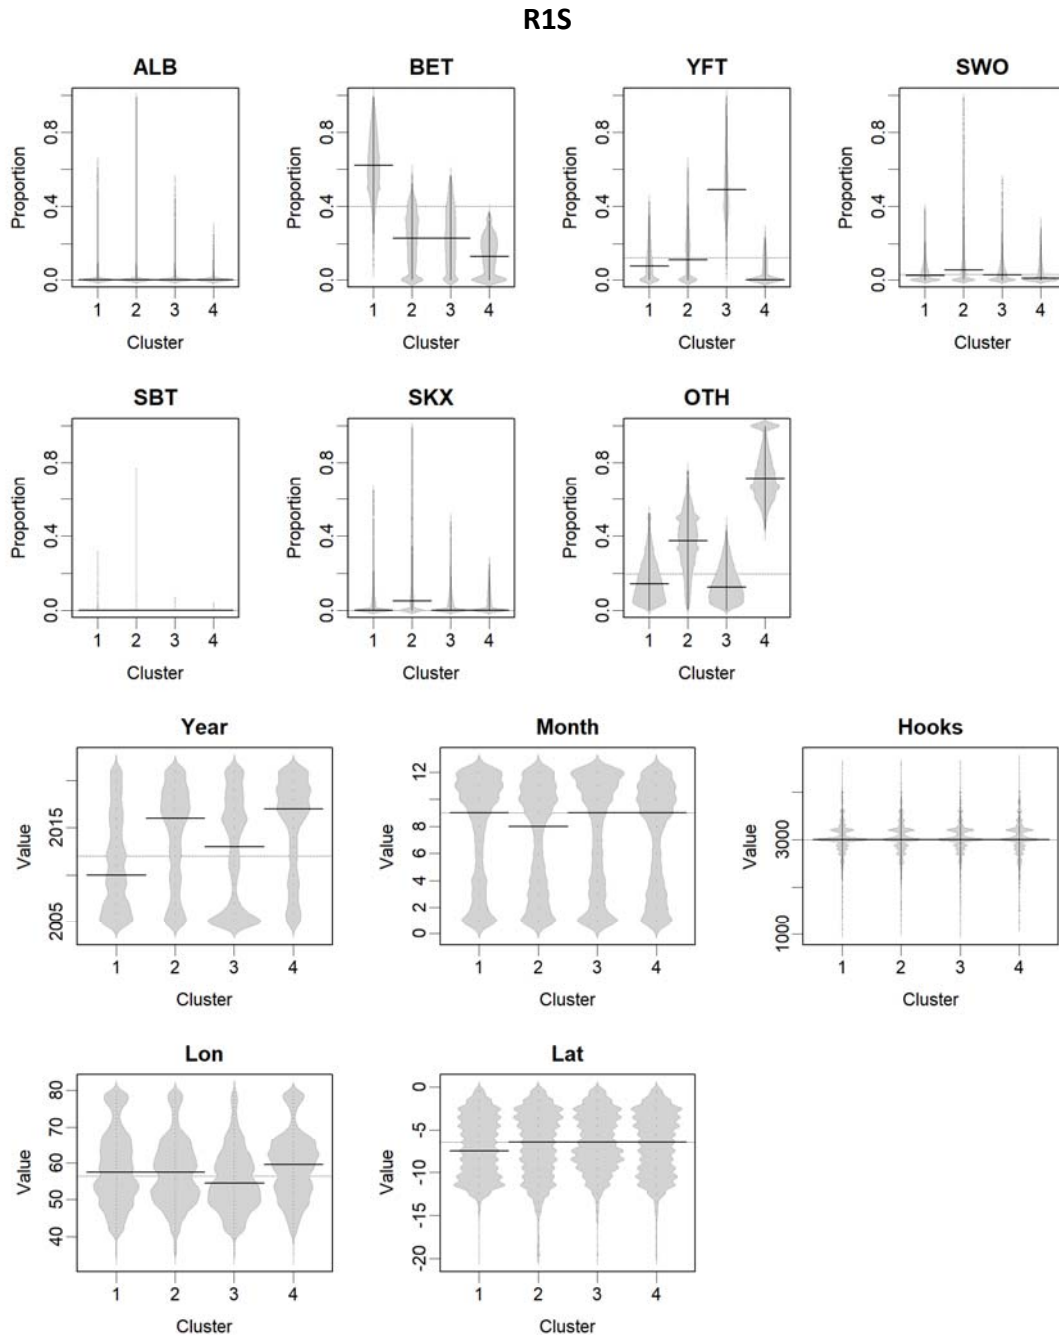 R1S
ALB BET YFT SWO
Proportion 0.0 0.4 0.8 Proportion 0.0 0.4 0.8 Proportion 0.0 0.4 0.8 Proportion 0.0 0.4 0.8
1 2 3 4 1 2 3 4 1 2 3 4 1 2 3 4
Cluster Cluster Cluster Cluster
SBT SKX OTH
Proportion 0.0 0.4 0.8 Proportion 0.0 0.4 0.8 Proportion 0.0 0.4 0.8
1 2 3 4 1 2 3 4 1 2 3 4
Cluster Cluster Cluster
Year Month Hooks
Value 2005 2015 Value 0 2 4 6 8 10 12 Value 1000 3000
1 2 3 4 1 2 3 4 1 2 3 4
Cluster Cluster Cluster
Lon Lat
Value 40 50 60 70 80 Value -20 -15 -10 -5 0
1 2 3 4 1 2 3 4
Cluster Cluster